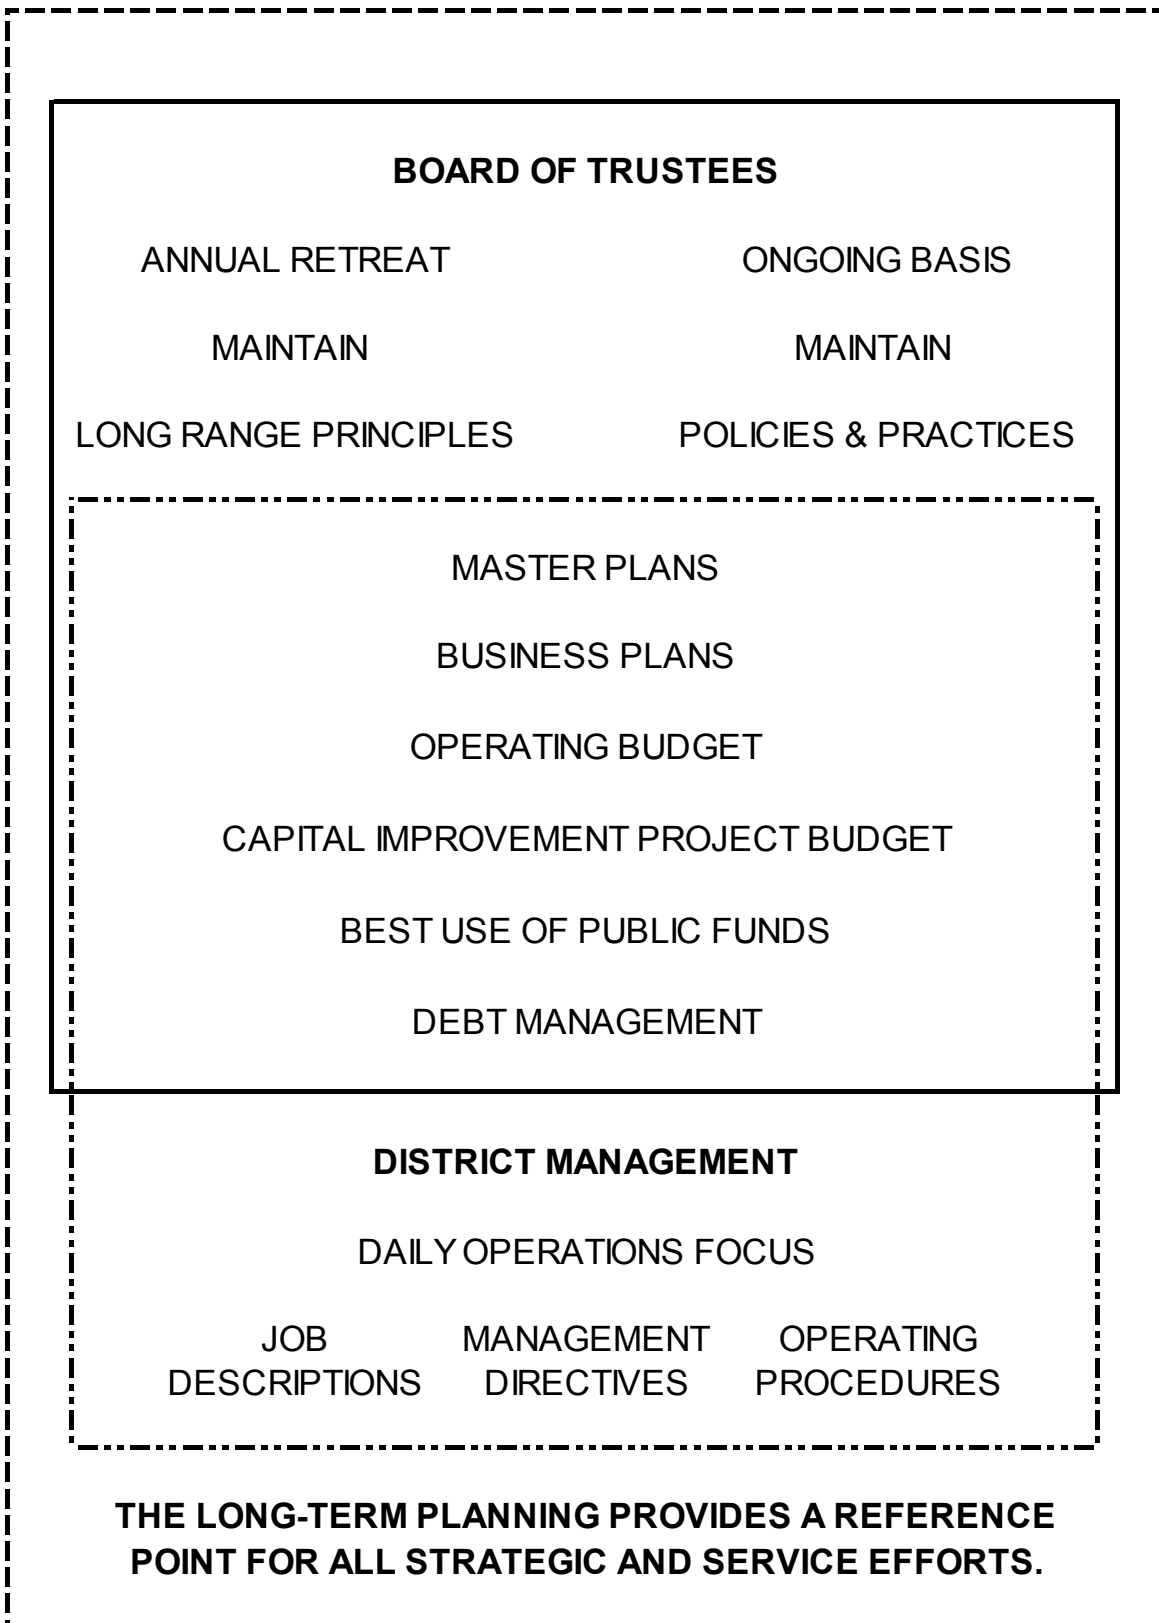 BOARD OF TRUSTEES
ANNUAL RETREAT ONGOING BASIS
MAINTAIN MAINTAIN
LONG RANGE PRINCIPLES POLICIES & PRACTICES
MASTER PLANS
BUSINESS PLANS
OPERATING BUDGET
CAPITAL IMPROVEMENT PROJECT BUDGET
BEST USE OF PUBLIC FUNDS
DEBT MANAGEMENT
DISTRICT MANAGEMENT
DAILY OPERATIONS FOCUS
JOB MANAGEMENT OPERATING
DESCRIPTIONS DIRECTIVES PROCEDURES
THE LONG-TERM PLANNING PROVIDES A REFERENCE
POINT FOR ALL STRATEGIC AND SERVICE EFFORTS.